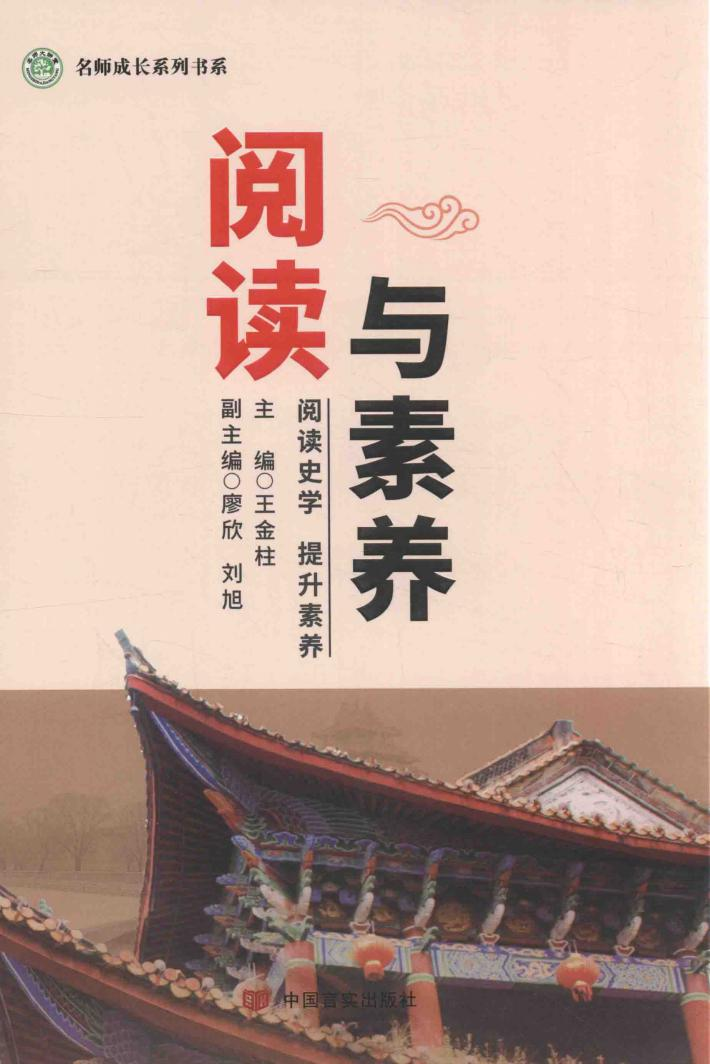 名师成长系列书系
阅读
与素养
阅读史学 提升素养
主 编○王金柱
副主编○廖欣 刘旭
中国言实出版社